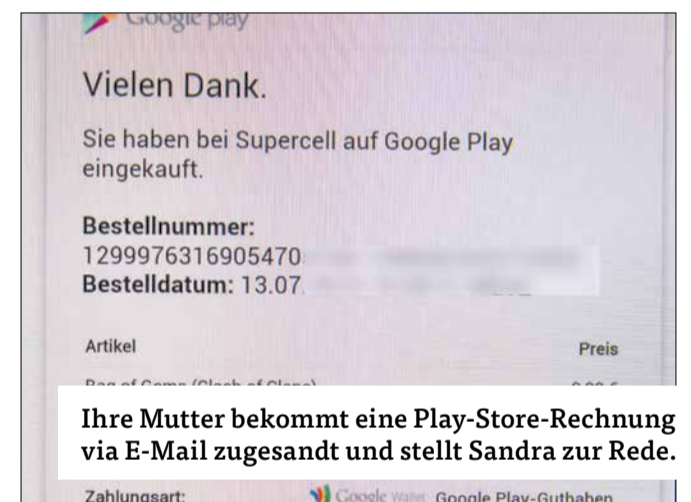 Google play
Vielen Dank.
Sie haben bei Supercell auf Google Play
eingekauft.
Bestellnummer:
1299976316905470
Bestelldatum: 13.07.
Artikel Preis
Ihre Mutter bekommt eine Play-Store-Rechnung
via E-Mail zugesandt und stellt Sandra zur Rede.
Zahlungsart: Google Wallet Google Play-Guthaben